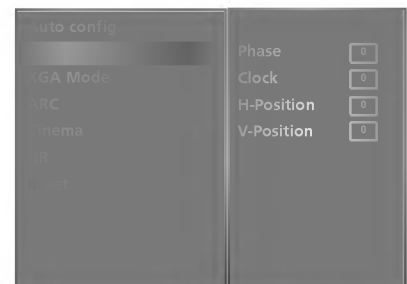 Auto config
XGA Mode
ARC
Cinema
Phase 0
Clock 0
H-Position 0
V-Position 0